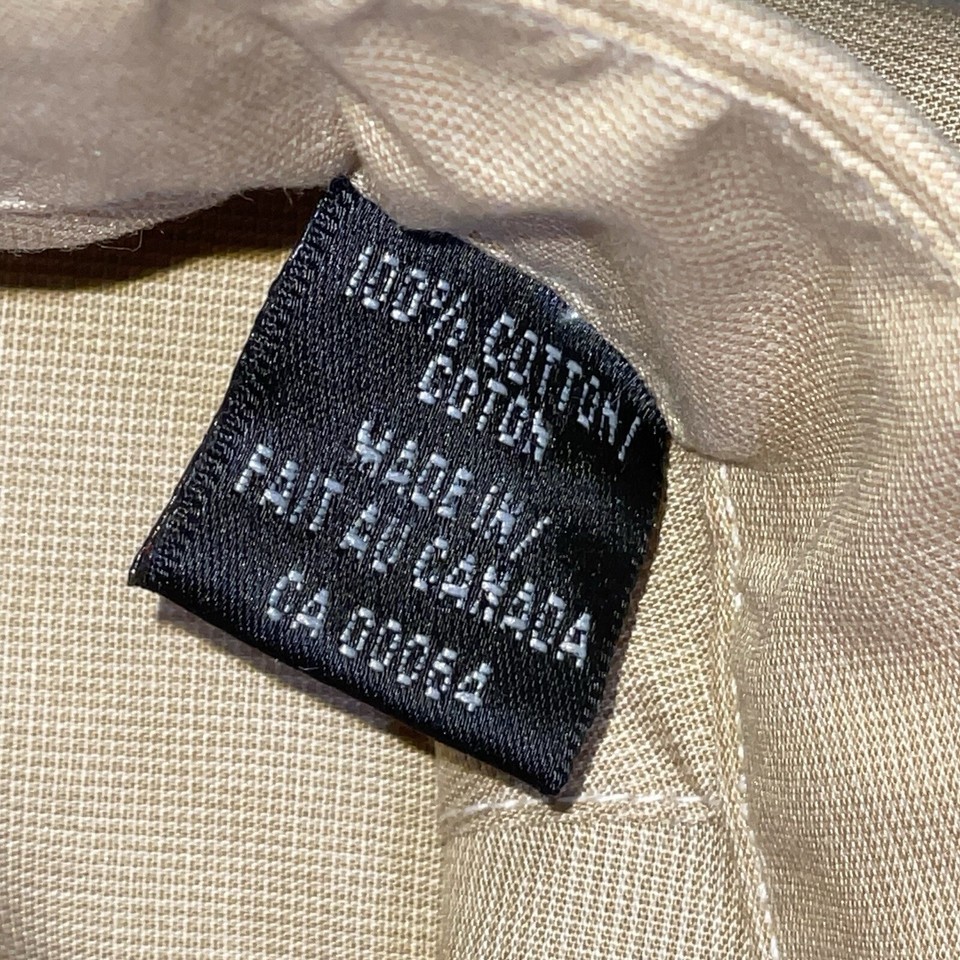 100% COTTON/
COTON
MADE IN/
FAIT AU CANADA
CA 00064